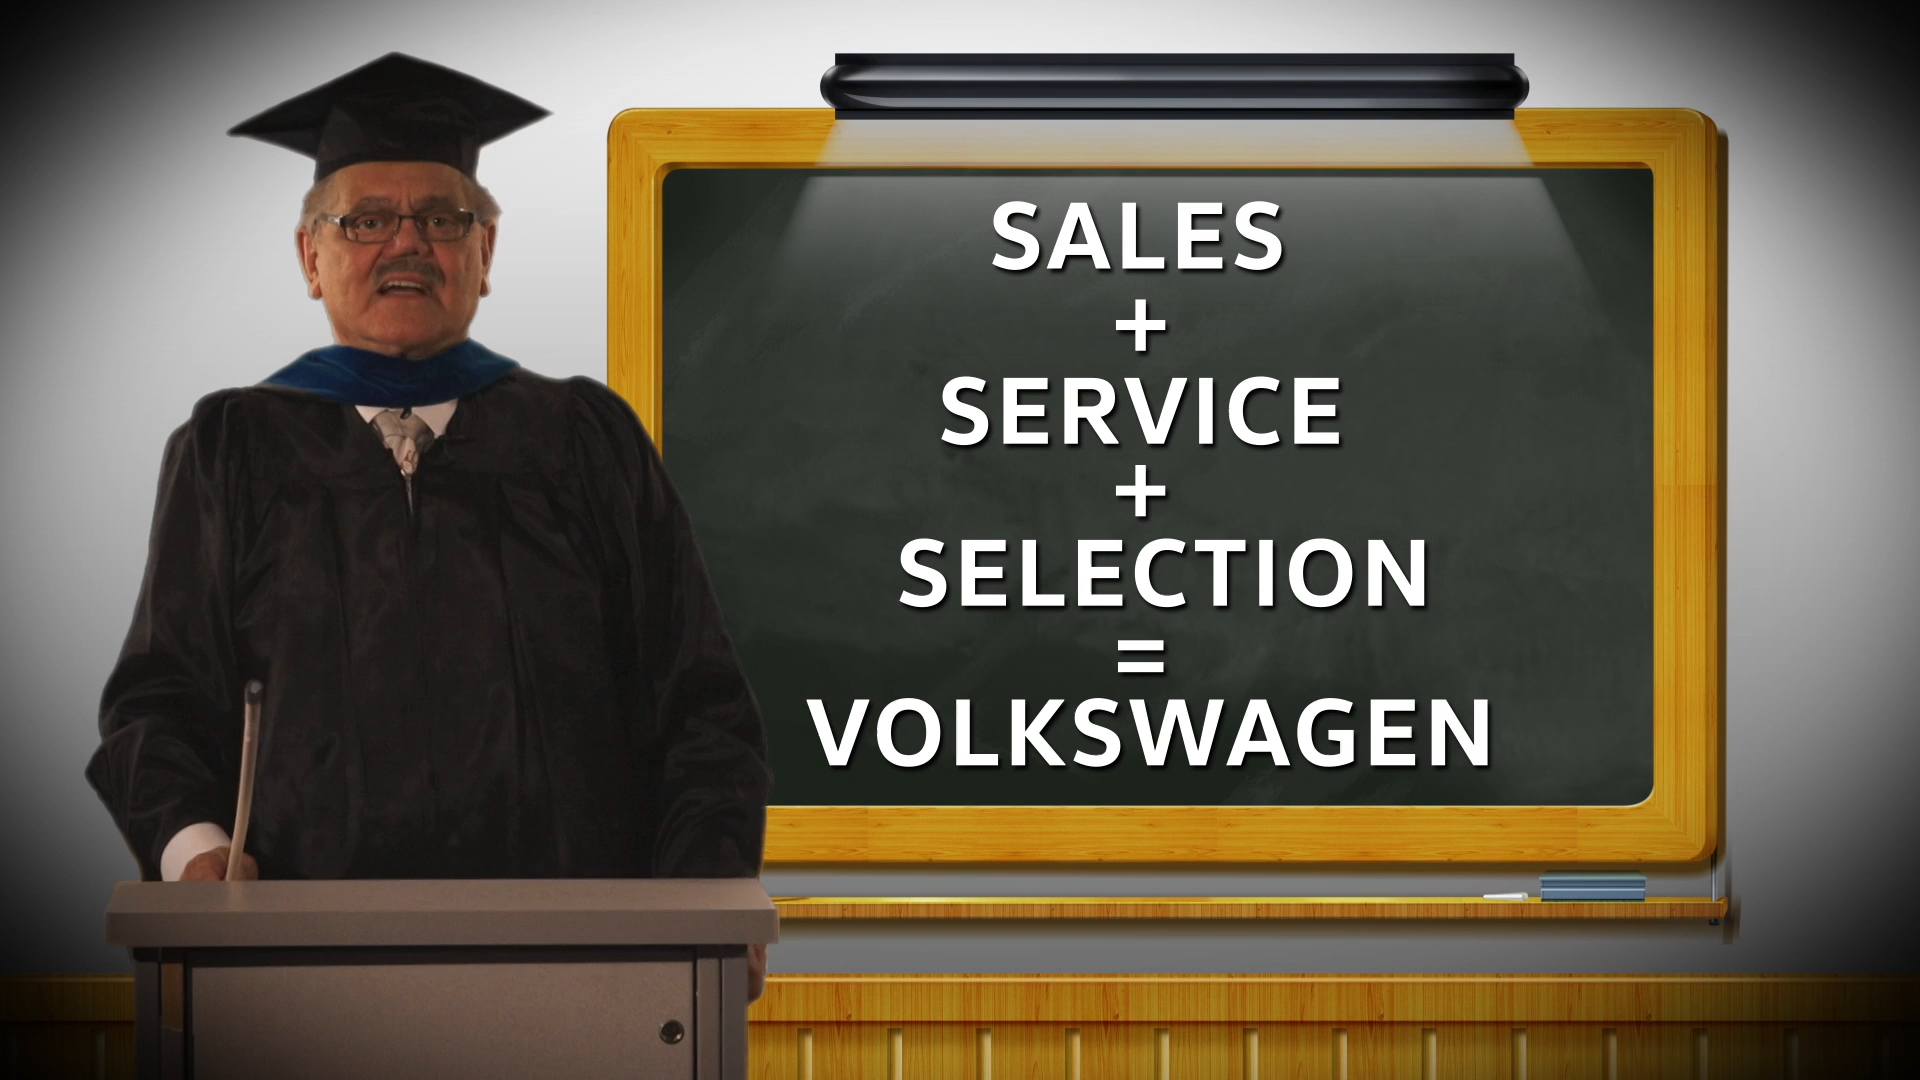 SALES
+
SERVICE
+
SELECTION
=
VOLKSWAGEN